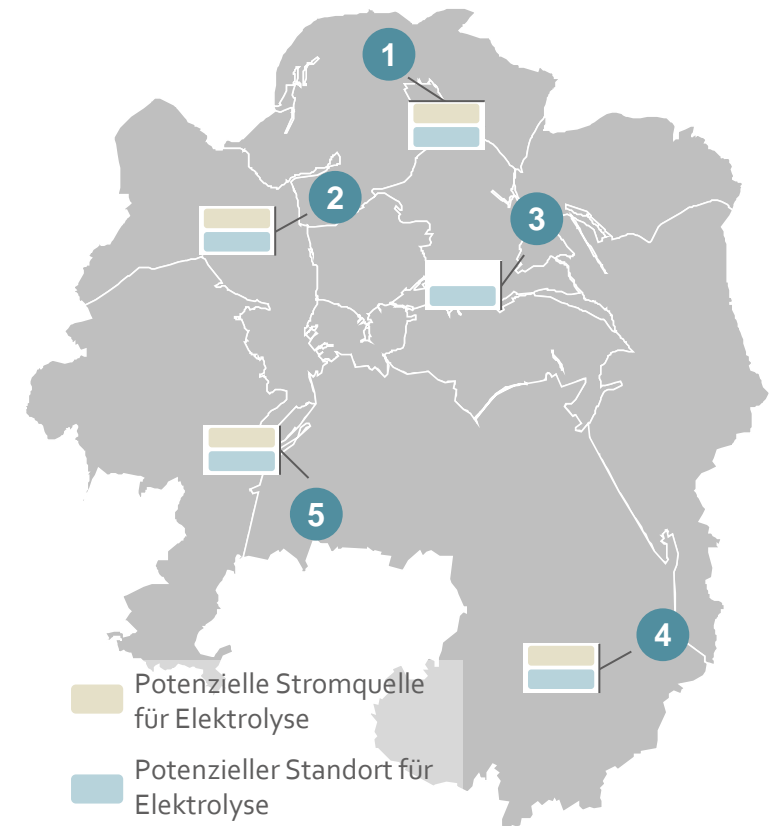 1
2
3
5
4
Potenzielle Stromquelle
für Elektrolyse
Potenzieller Standort für
Elektrolyse